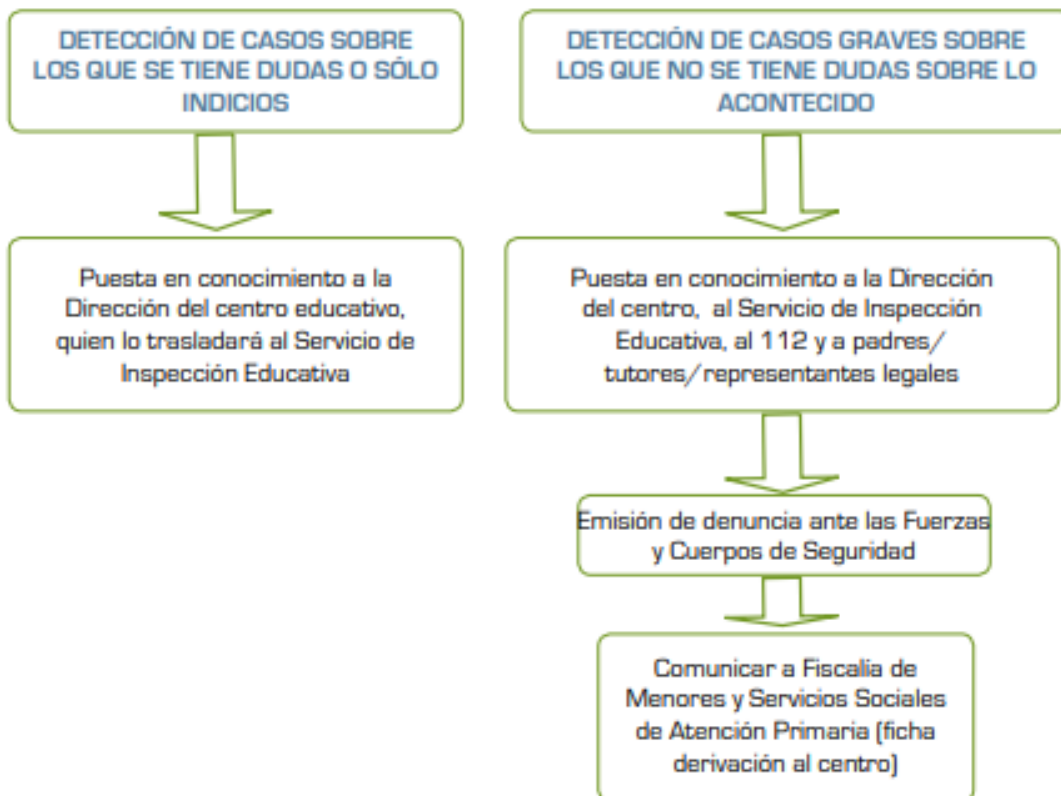 DETECCIÓN DE CASOS SOBRE
LOS QUE SE TIENE DUDAS O SÓLO
INDICIOS
Puesta en conocimiento a la
Dirección del centro educativo,
quien lo trasladará al Servicio de
Inspección Educativa
DETECCIÓN DE CASOS GRAVES SOBRE
LOS QUE NO SE TIENE DUDAS SOBRE LO
ACONTECIDO
Puesta en conocimiento a la Dirección
del centro, al Servicio de Inspección
Educativa, al 112 y a padres/
tutores/representantes legales
Emisión de denuncia ante las Fuerzas
y Cuerpos de Seguridad
Comunicar a Fiscalía de
Menores y Servicios Sociales
de Atención Primaria (ficha
derivación al centro)